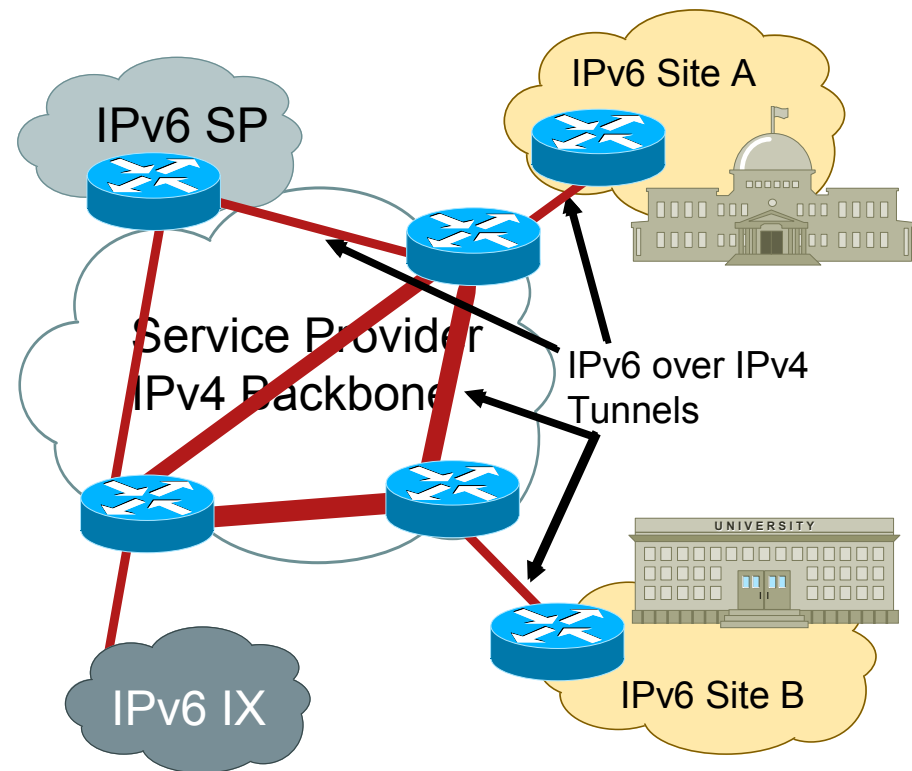 IPv6 SP
IPv6 Site A
Service Provider
IPv4 Backbone
IPv6 over IPv4
Tunnels
UNIVERSITY
IPv6 IX
IPv6 Site B